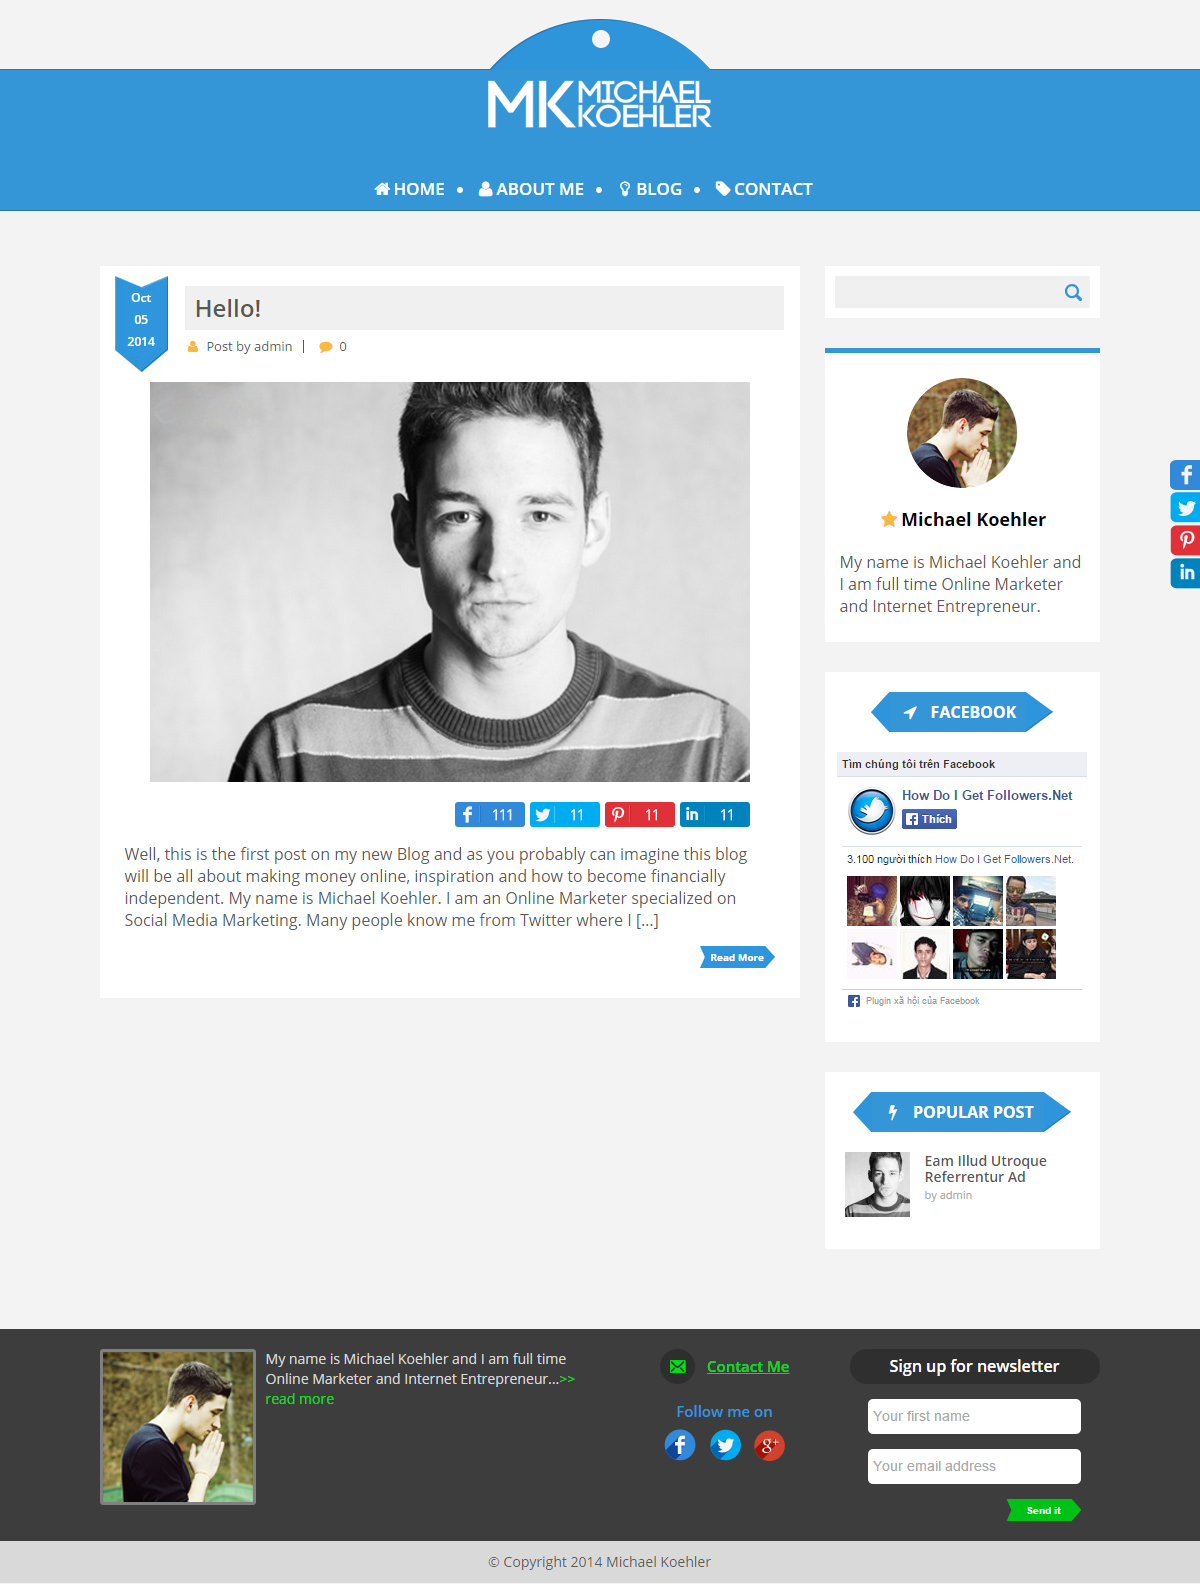 MK MICHAEL
KOEHLER
HOME • ABOUT ME • BLOG • CONTACT
Oct
05
2014
Hello!
Post by admin | 0
111 11 11 11
Well, this is the first post on my new Blog and as you probably can imagine this blog
will be all about making money online, inspiration and how to become financially
independent. My name is Michael Koehler. I am an Online Marketer specialized on
Social Media Marketing. Many people know me from Twitter where I [...]
Read More
Michael Koehler
My name is Michael Koehler and
I am full time Online Marketer
and Internet Entrepreneur.
FACEBOOK
Tìm chúng tôi trên Facebook
How Do I Get Followers.Net
Thích
3.100 người thích How Do I Get Followers.Net.
Plugin xã hội của Facebook
POPULAR POST
Eam Illud Utroque
Referrentur Ad
by admin
My name is Michael Koehler and I am full time
Online Marketer and Internet Entrepreneur...>>
read more
Contact Me
Follow me on
Sign up for newsletter
Your first name
Your email address
Send it
© Copyright 2014 Michael Koehler